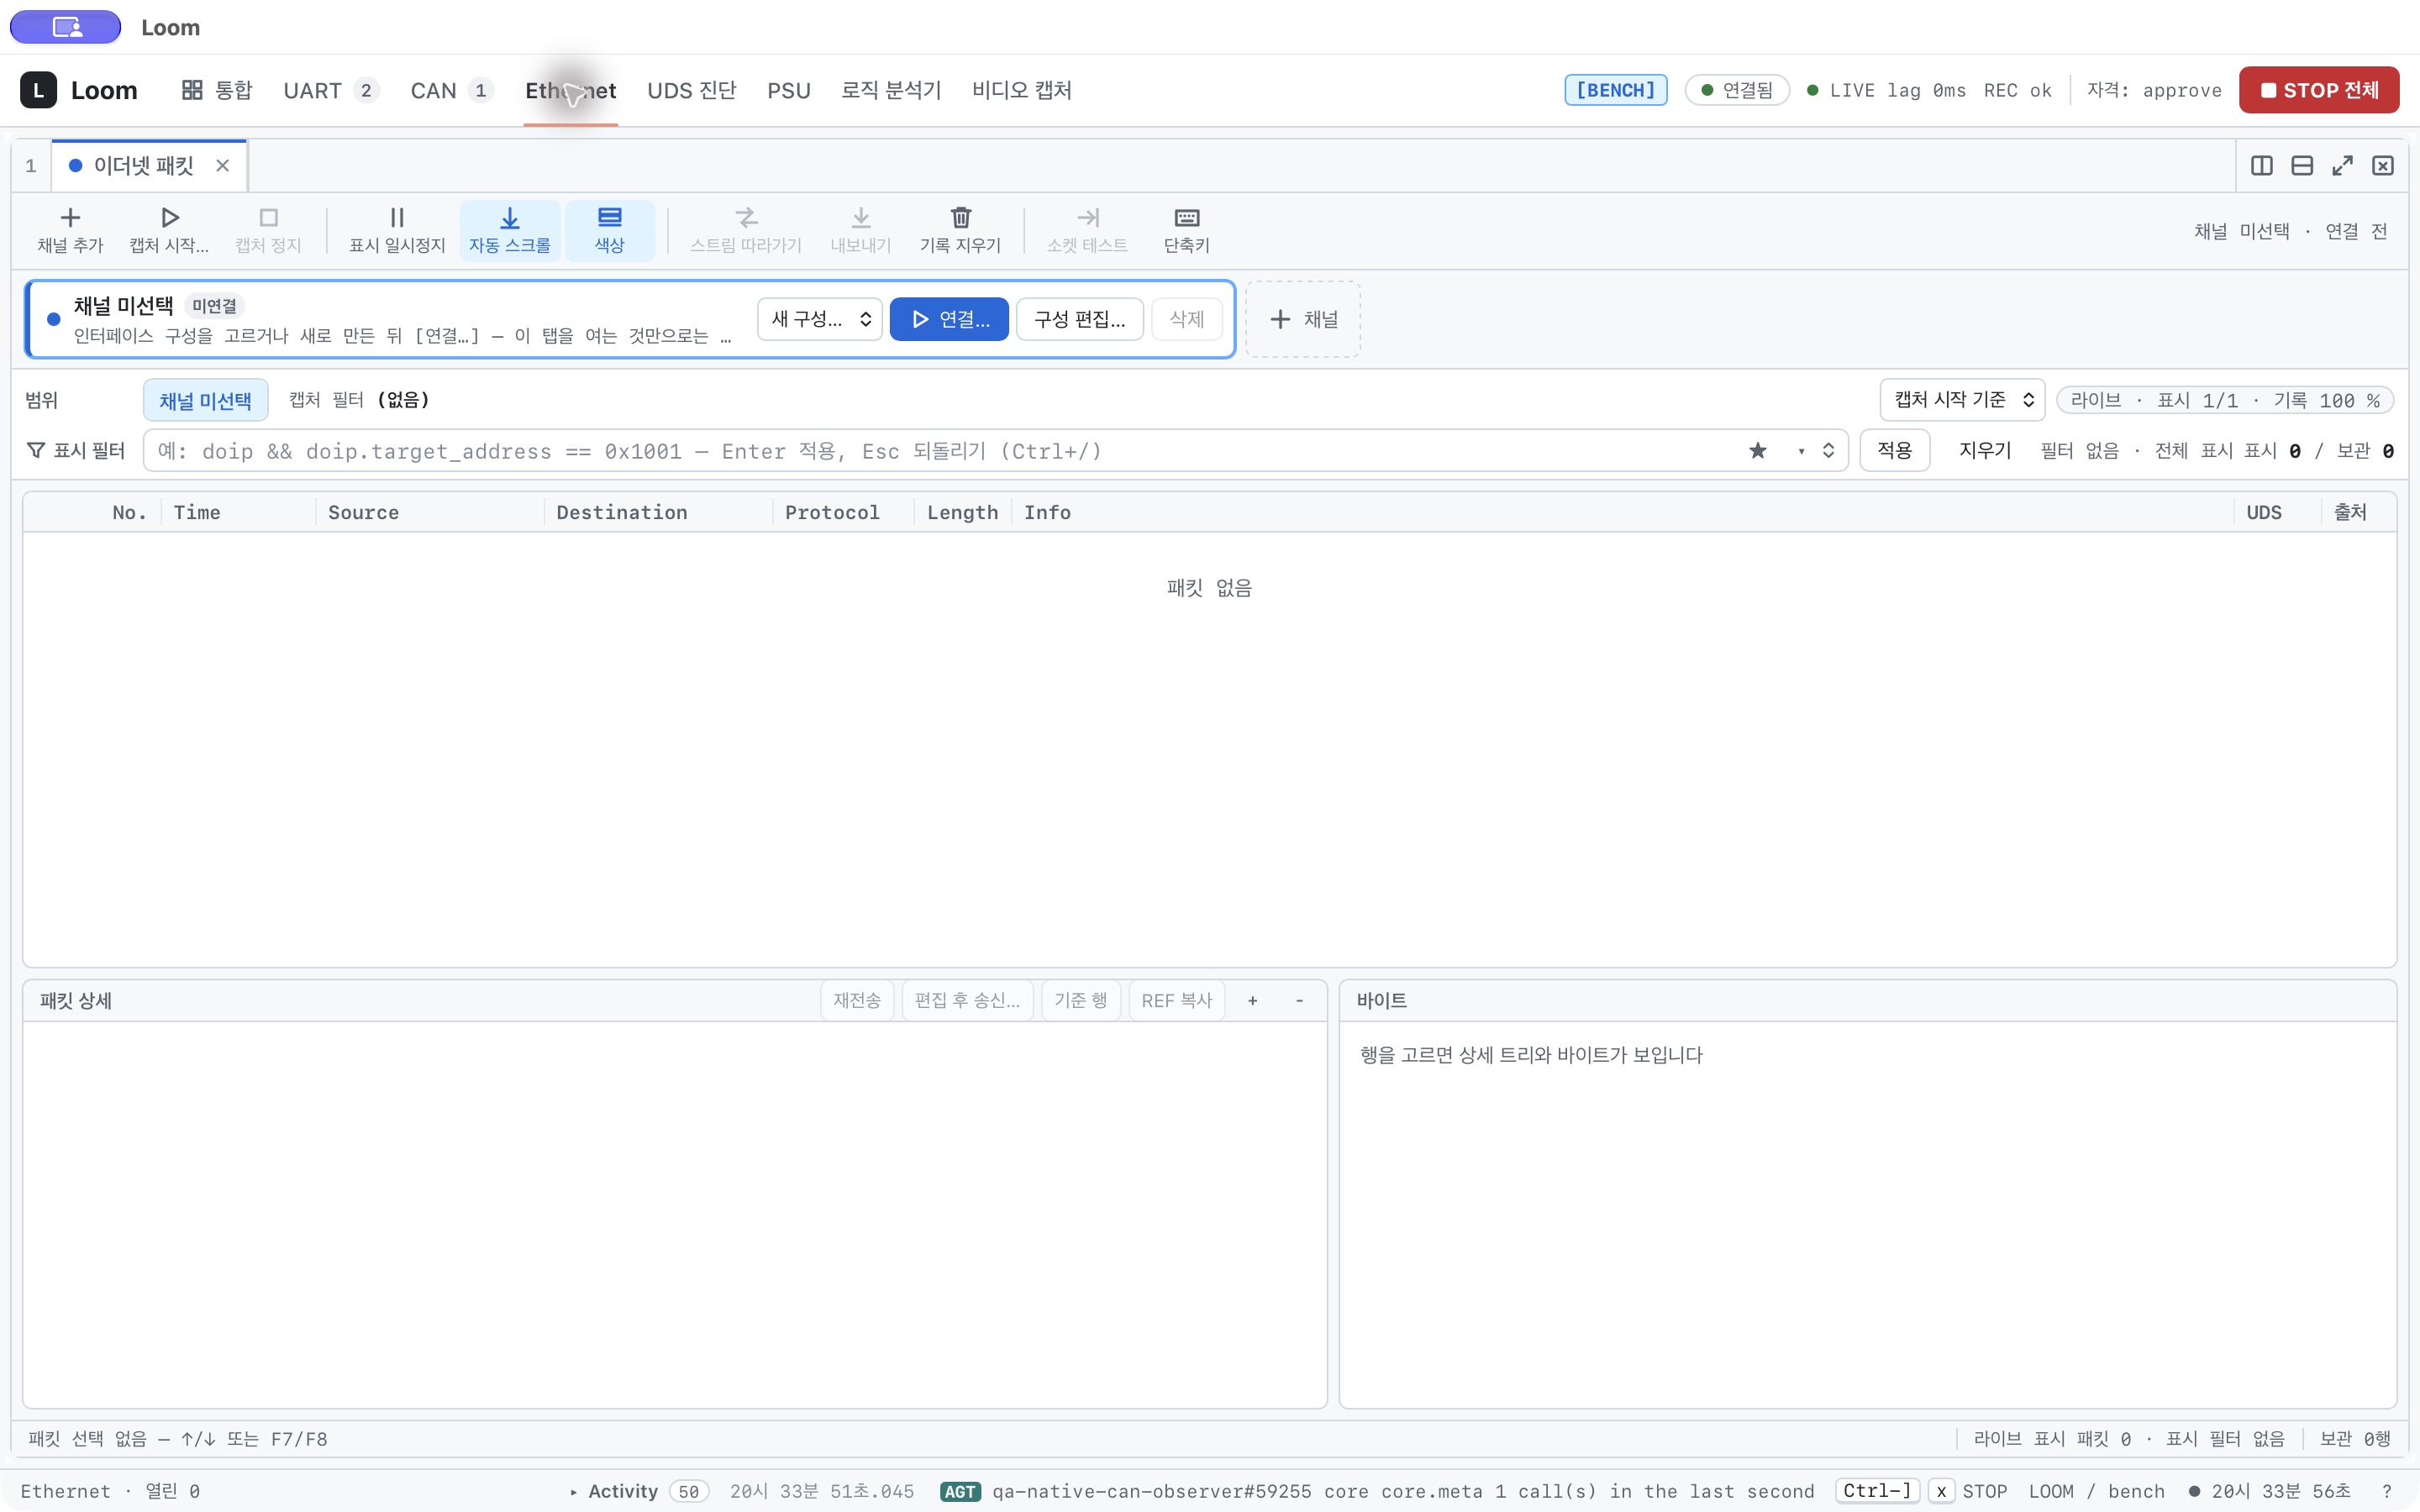 Loom
L Loom 통합 UART 2 CAN 1 Ethernet UDS 진단 PSU 로직 분석기 비디오 캡처 [BENCH] 연결됨 LIVE lag 0ms REC ok 자격: approve STOP 전체
1 이더넷 패킷
채널 추가 캡처 시작... 캡처 정지 표시 일시정지 자동 스크롤 색상 스트림 따라가기 내보내기 기록 지우기 소켓 테스트 단축키 채널 미선택 · 연결 전
채널 미선택 미연결
인터페이스 구성을 고르거나 새로 만든 뒤 [연결…] — 이 탭을 여는 것만으로는 …
새 구성... 연결... 구성 편집... 삭제 + 채널
범위 채널 미선택 캡처 필터 (없음) 캡처 시작 기준 라이브 · 표시 1/1 · 기록 100 %
표시 필터 예: doip && doip.target_address == 0x1001 — Enter 적용, Esc 되돌리기 (Ctrl+/) ★ ▾ 적용 지우기 필터 없음 · 전체 표시 표시 0 / 보관 0
No. Time Source Destination Protocol Length Info UDS 출처
패킷 없음
패킷 상세 재전송 편집 후 송신... 기준 행 REF 복사 + - 바이트
행을 고르면 상세 트리와 바이트가 보입니다
패킷 선택 없음 — ↑/↓ 또는 F7/F8 라이브 표시 패킷 0 · 표시 필터 없음 보관 0행
Ethernet · 열린 0 ▸ Activity 50 20시 33분 51초.045 AGT qa-native-can-observer#59255 core core.meta 1 call(s) in the last second Ctrl-] x STOP LOOM / bench ● 20시 33분 56초 ?